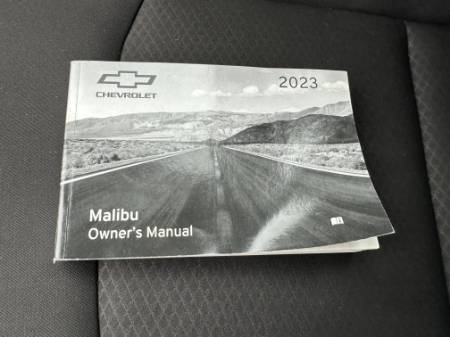 CHEVROLET
2023
Malibu
Owner's Manual